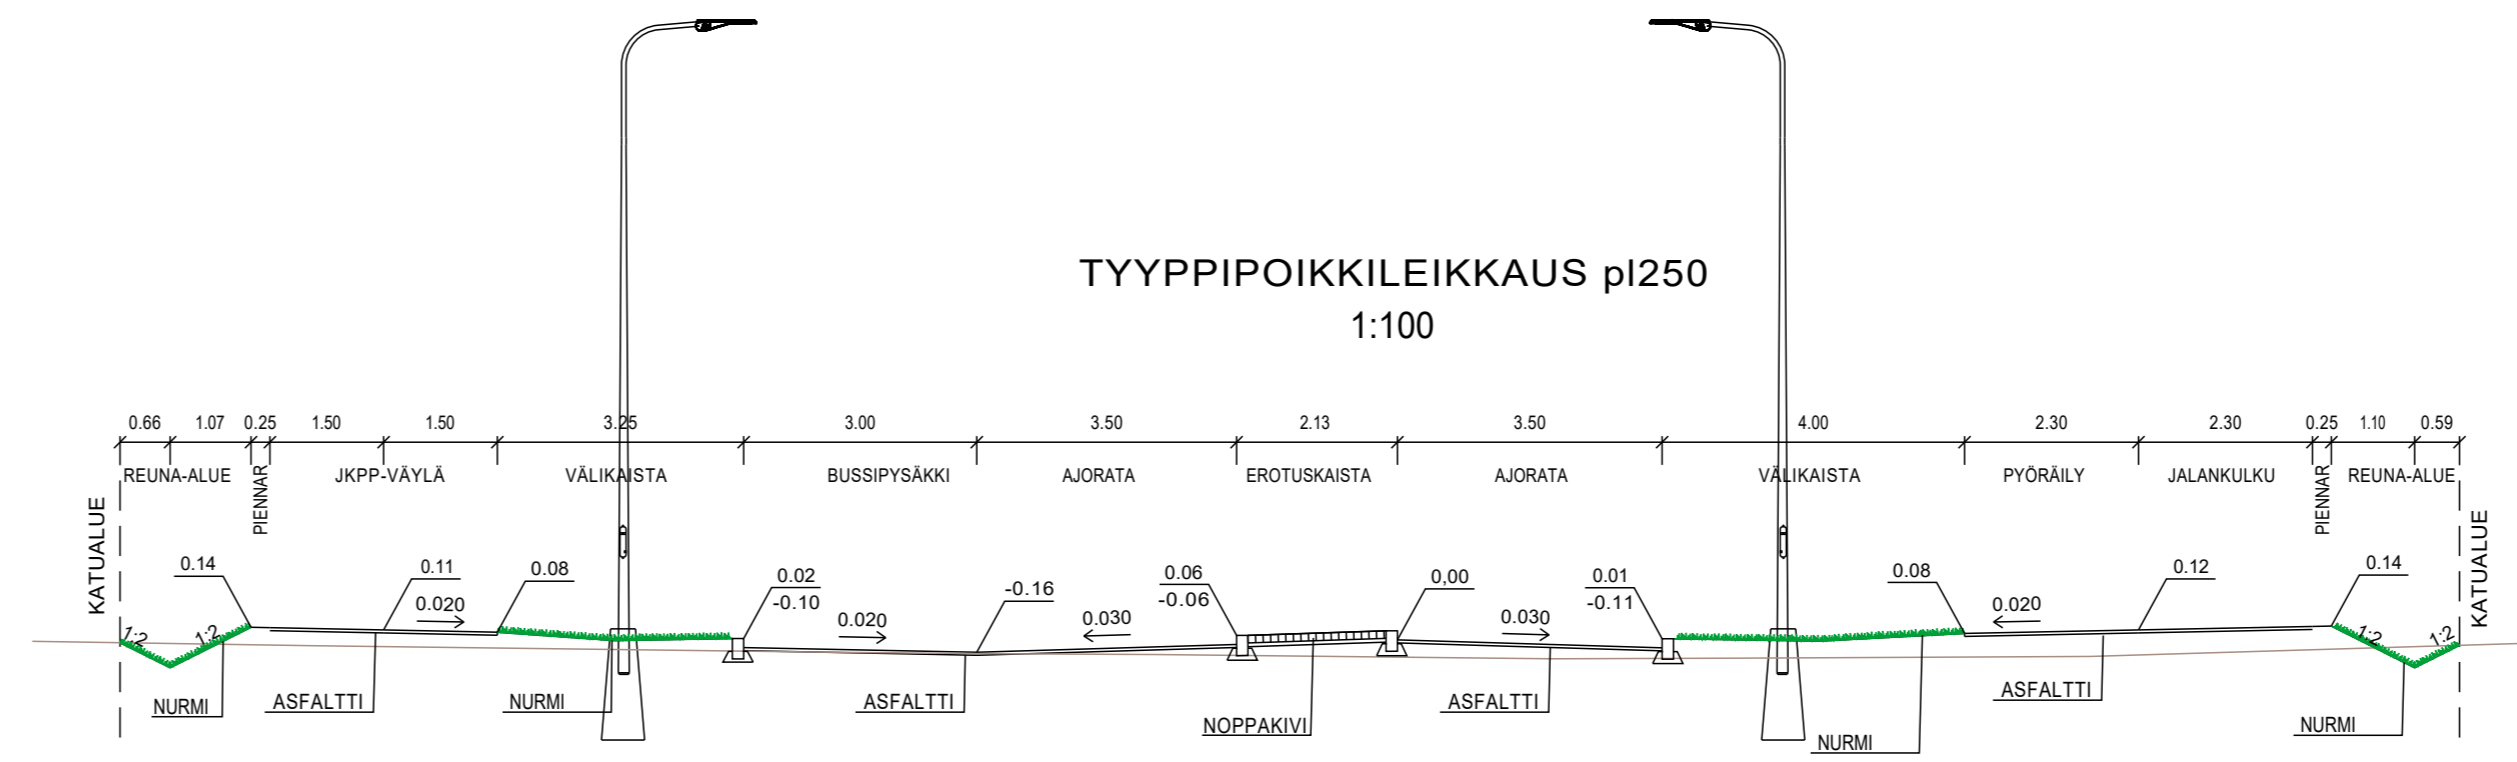 TYYPPIPOIKKILEIKKAUS pl250
1:100
0.66 1.07 0.25 1.50 1.50 3.25 3.00 3.50 2.13 3.50 4.00 2.30 2.30 0.25 1.10 0.59
REUNA-ALUE PIENNAR JKPP-VÄYLÄ VÄLIKAISTA BUSSIPYSÄKKI AJORATA EROTUSKAISTA AJORATA VÄLIKAISTA PYÖRÄILY JALANKULKU PIENNAR REUNA-ALUE
KATUALUE KATUALUE
0.14 0.11 0.08 0.02 -0.16 0.06 0,00 0.01 0.08 0.12 0.14
-0.10 -0.06 -0.11
0.020 0.020 0.030 0.030 0.020
1:2 1:2 1:2 1:2
NURMI ASFALTTI NURMI ASFALTTI NOPPAKIVI ASFALTTI NURMI ASFALTTI NURMI